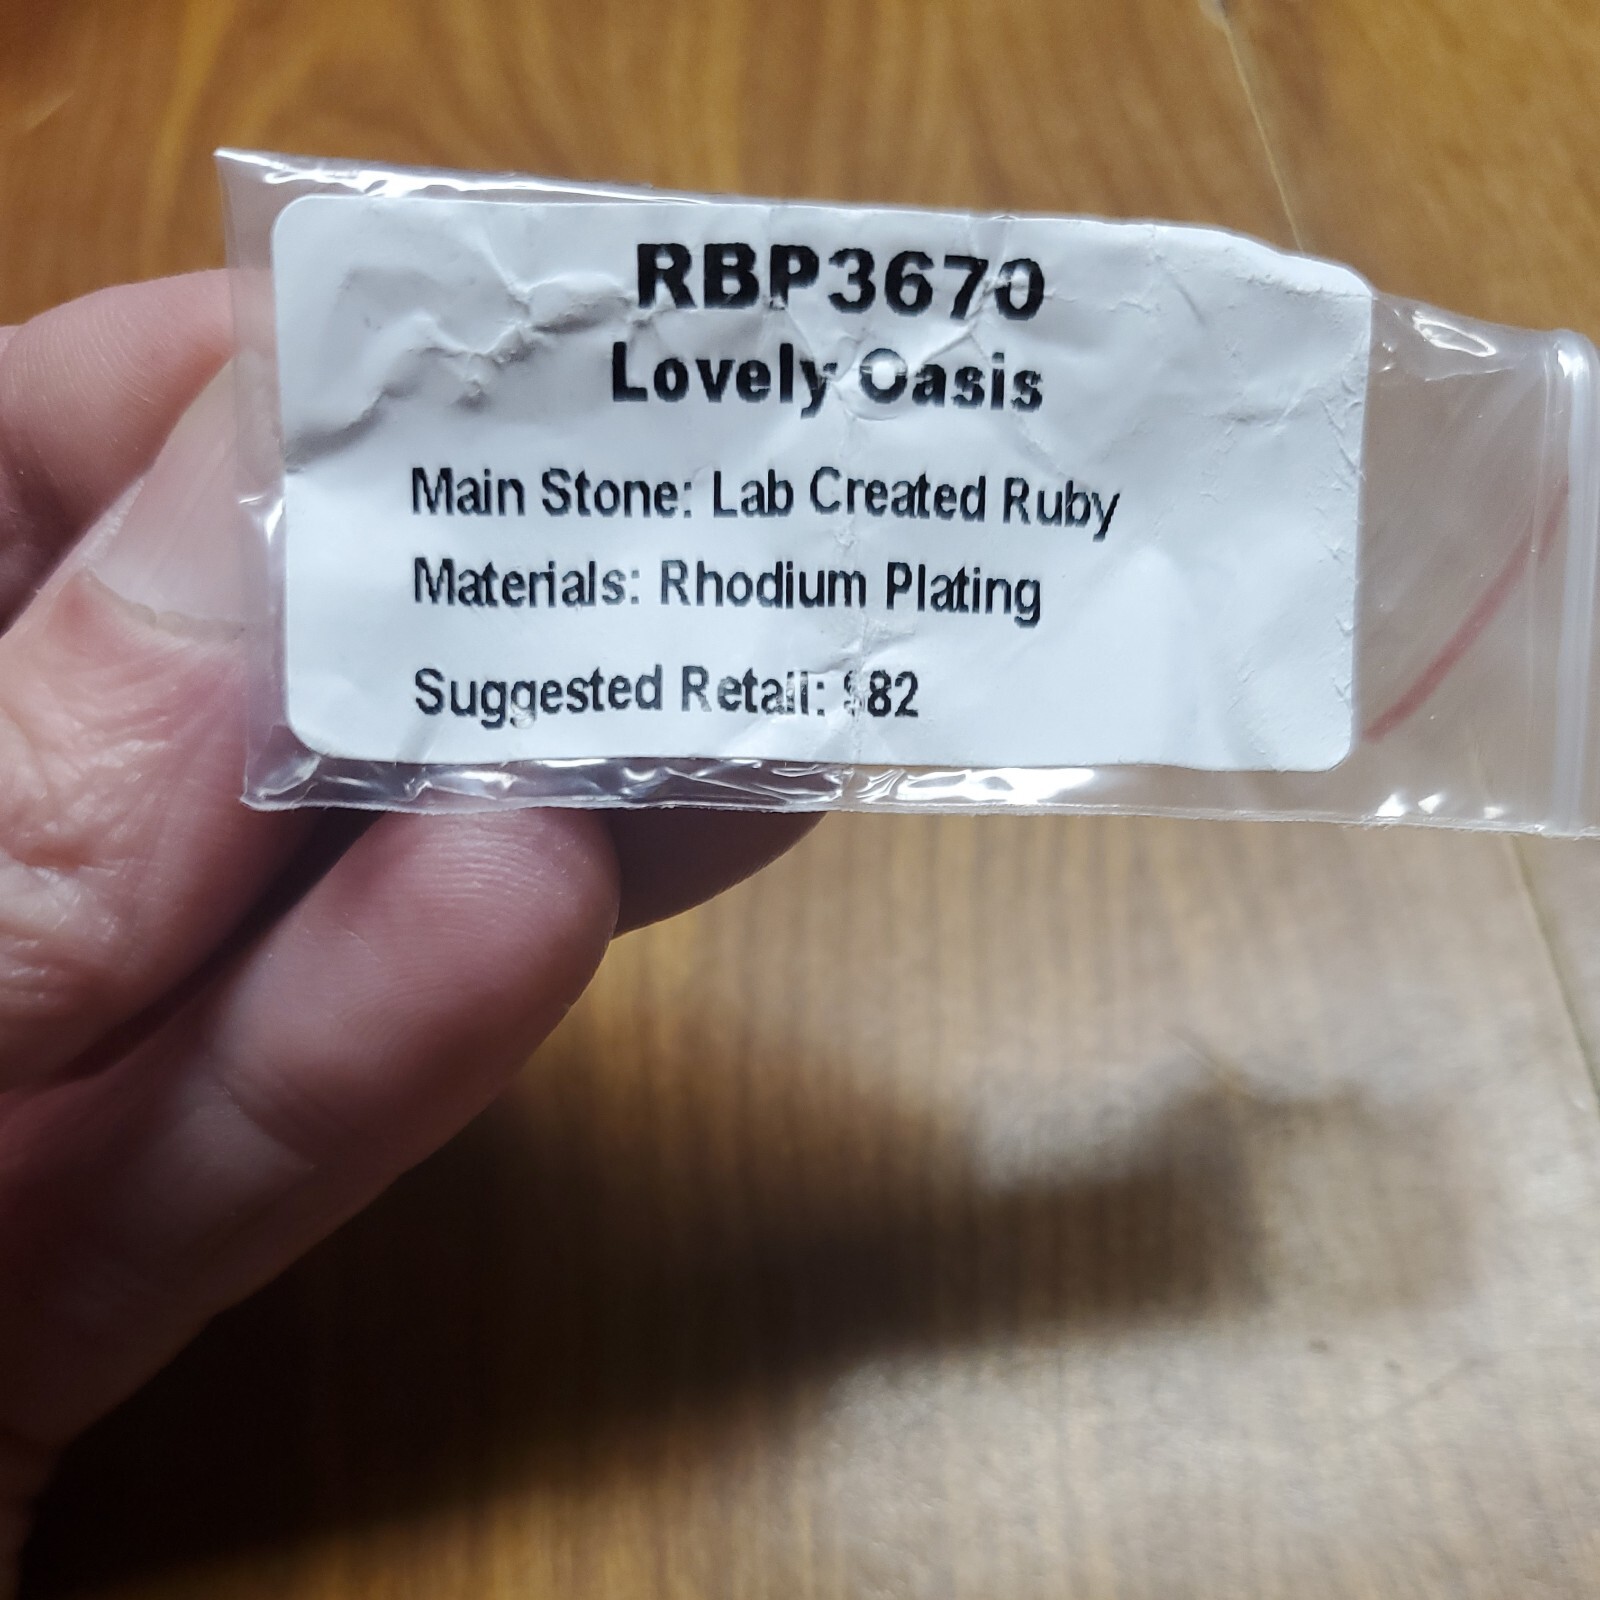 RBP3670
Lovely Oasis
Main Stone: Lab Created Ruby
Materials: Rhodium Plating
Suggested Retail: $82